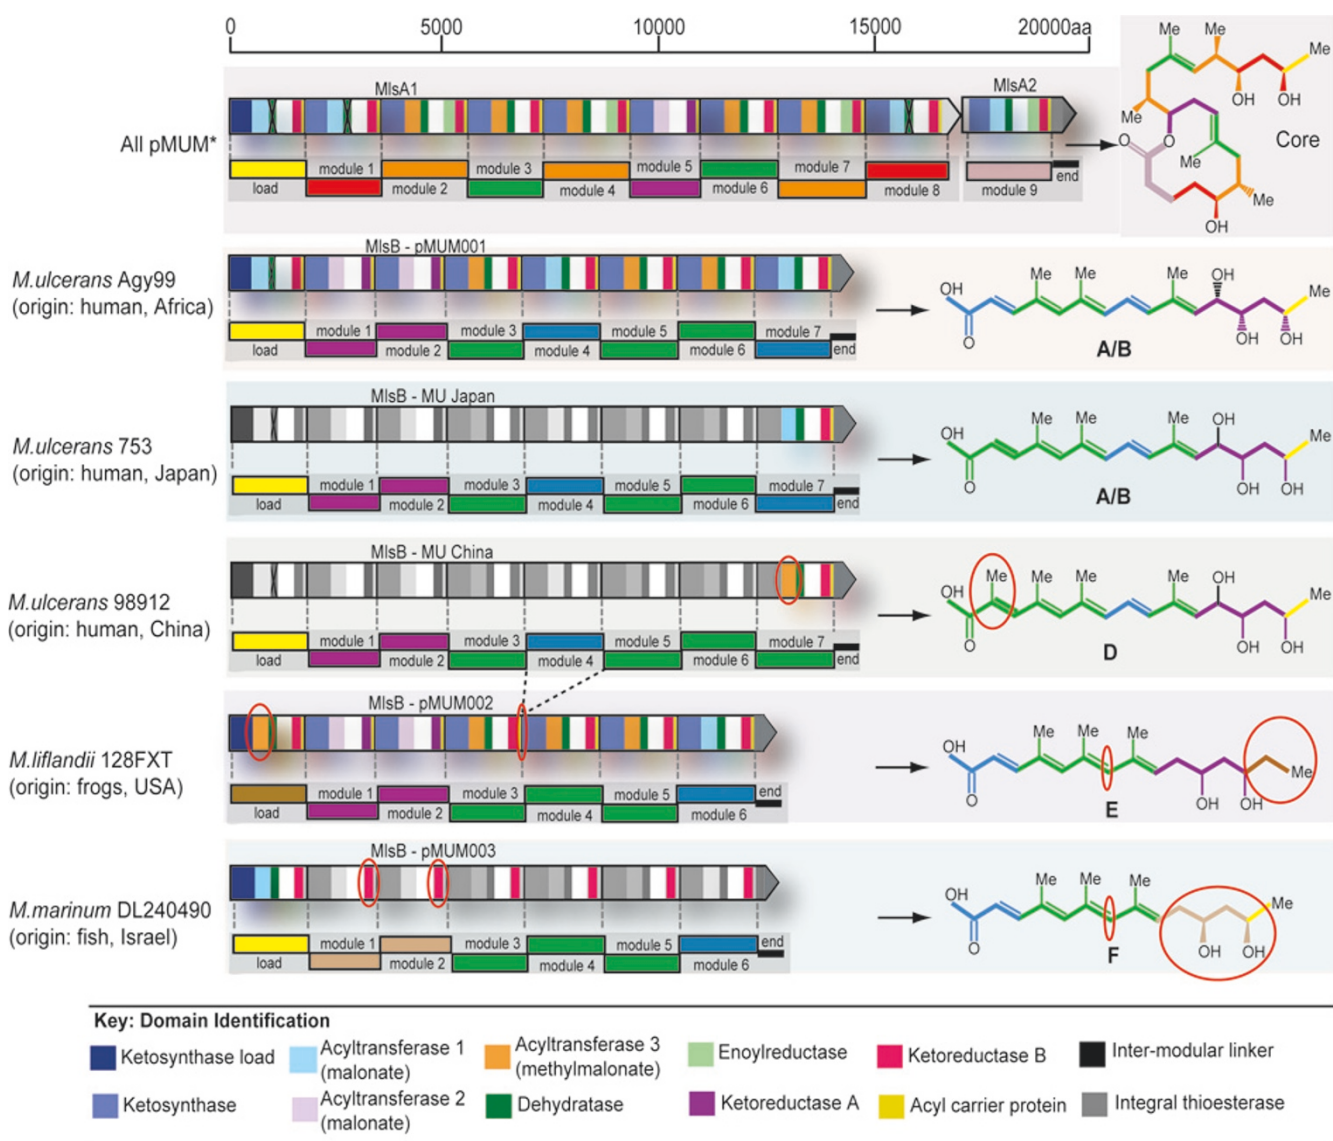 0 5000 10000 15000 20000aa
MlsA1 MlsA2
All pMUM*
load module 1 module 2 module 3 module 4 module 5 module 6 module 7 module 8 module 9 end
Me Me Me OH OH Me O O Me Me OH
Core
MlsB - pMUM001
M.ulcerans Agy99
(origin: human, Africa)
load module 1 module 2 module 3 module 4 module 5 module 6 module 7 end
OH O Me Me Me OH OH OH Me
A/B
MlsB - MU Japan
M.ulcerans 753
(origin: human, Japan)
load module 1 module 2 module 3 module 4 module 5 module 6 module 7 end
OH O Me Me Me OH OH OH Me
A/B
MlsB - MU China
M.ulcerans 98912
(origin: human, China)
load module 1 module 2 module 3 module 4 module 5 module 6 module 7 end
OH O Me Me Me Me OH OH OH Me
D
MlsB - pMUM002
M.liflandii 128FXT
(origin: frogs, USA)
load module 1 module 2 module 3 module 4 module 5 module 6 end
OH O Me Me Me OH OH Me
E
MlsB - pMUM003
M.marinum DL240490
(origin: fish, Israel)
load module 1 module 2 module 3 module 4 module 5 module 6 end
OH O Me Me Me OH OH Me
F
Key: Domain Identification
Ketosynthase load
Acyltransferase 1
(malonate)
Acyltransferase 3
(methylmalonate)
Enoylreductase
Ketoreductase B
Inter-modular linker
Ketosynthase
Acyltransferase 2
(malonate)
Dehydratase
Ketoreductase A
Acyl carrier protein
Integral thioesterase